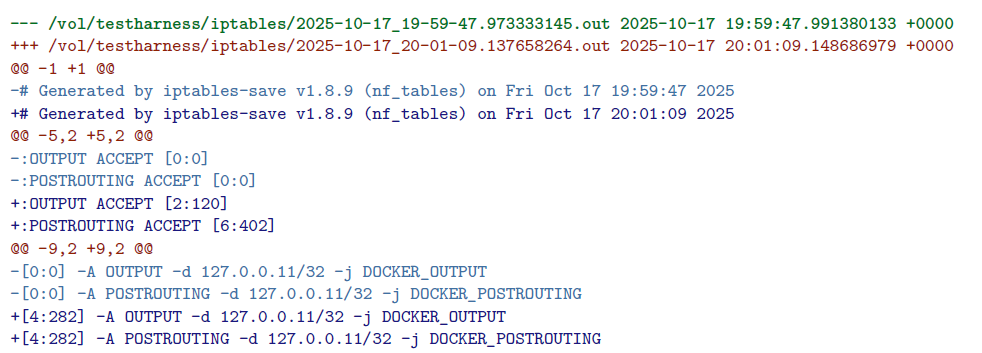 --- /vol/testharness/iptables/2025-10-17_19-59-47.973333145.out 2025-10-17 19:59:47.991380133 +0000
+++ /vol/testharness/iptables/2025-10-17_20-01-09.137658264.out 2025-10-17 20:01:09.148686979 +0000
@@ -1 +1 @@
-# Generated by iptables-save v1.8.9 (nf_tables) on Fri Oct 17 19:59:47 2025
+# Generated by iptables-save v1.8.9 (nf_tables) on Fri Oct 17 20:01:09 2025
@@ -5,2 +5,2 @@
-:OUTPUT ACCEPT [0:0]
-:POSTROUTING ACCEPT [0:0]
+:OUTPUT ACCEPT [2:120]
+:POSTROUTING ACCEPT [6:402]
@@ -9,2 +9,2 @@
-[0:0] -A OUTPUT -d 127.0.0.11/32 -j DOCKER_OUTPUT
-[0:0] -A POSTROUTING -d 127.0.0.11/32 -j DOCKER_POSTROUTING
+[4:282] -A OUTPUT -d 127.0.0.11/32 -j DOCKER_OUTPUT
+[4:282] -A POSTROUTING -d 127.0.0.11/32 -j DOCKER_POSTROUTING